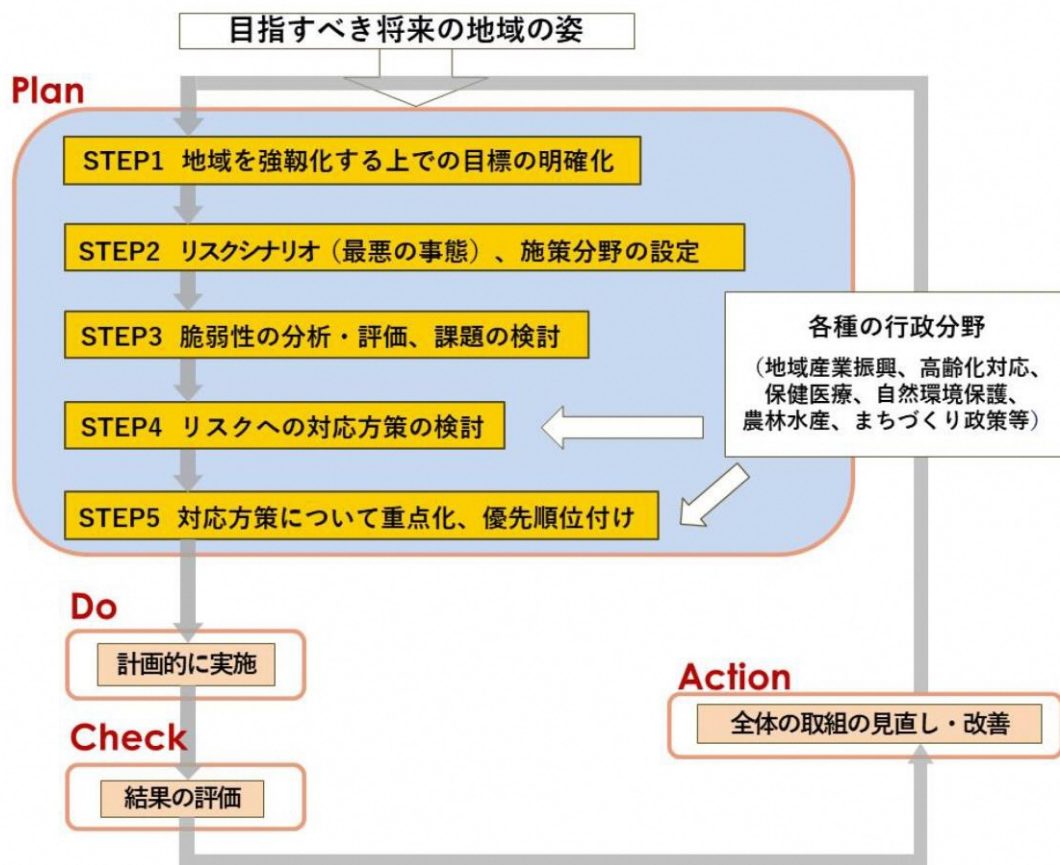 目指すべき将来の地域の姿
Plan
STEP1 地域を強靱化する上での目標の明確化
STEP2 リスクシナリオ（最悪の事態）、施策分野の設定
STEP3 脆弱性の分析・評価、課題の検討
STEP4 リスクへの対応方策の検討
STEP5 対応方策について重点化、優先順位付け
各種の行政分野
（地域産業振興、高齢化対応、
保健医療、自然環境保護、
農林水産、まちづくり政策等）
Do
計画的に実施
Check
結果の評価
Action
全体の取組の見直し・改善